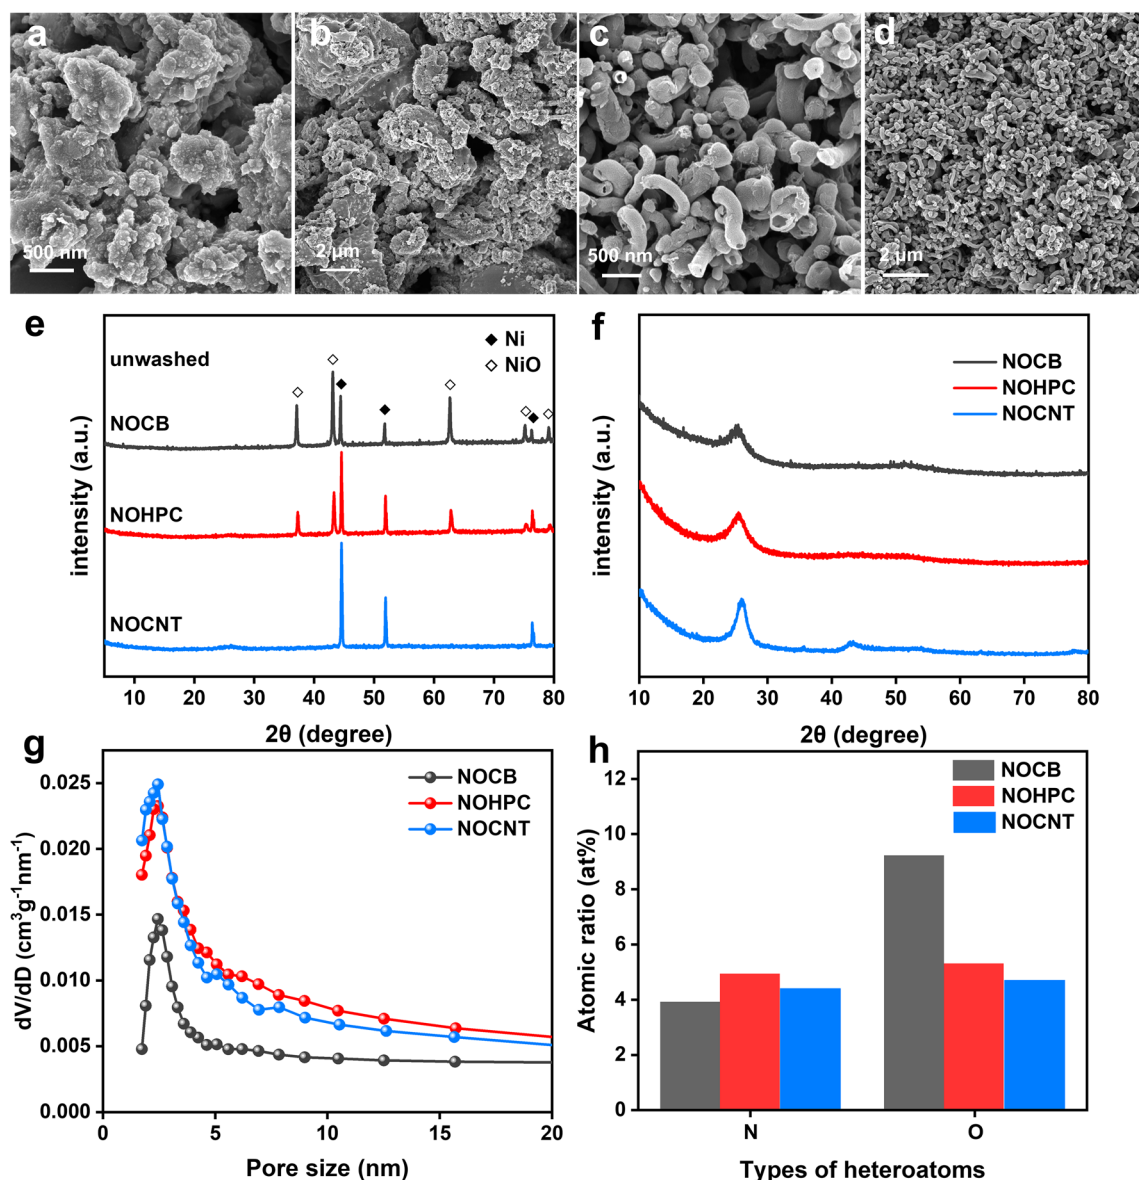 a
b
c
d
500 nm
2 μm
500 nm
2 μm
e
unwashed
NOCB
NOHPC
NOCNT
◆ Ni
◇ NiO
intensity (a.u.)
10 20 30 40 50 60 70 80
2θ (degree)
f
NOCB
NOHPC
NOCNT
intensity (a.u.)
10 20 30 40 50 60 70 80
2θ (degree)
g
NOCB
NOHPC
NOCNT
dV/dD (cm³g⁻¹nm⁻¹)
0.025
0.020
0.015
0.010
0.005
0.000
0 5 10 15 20
Pore size (nm)
h
NOCB
NOHPC
NOCNT
Atomic ratio (at%)
12
10
8
6
4
2
0
N O
Types of heteroatoms